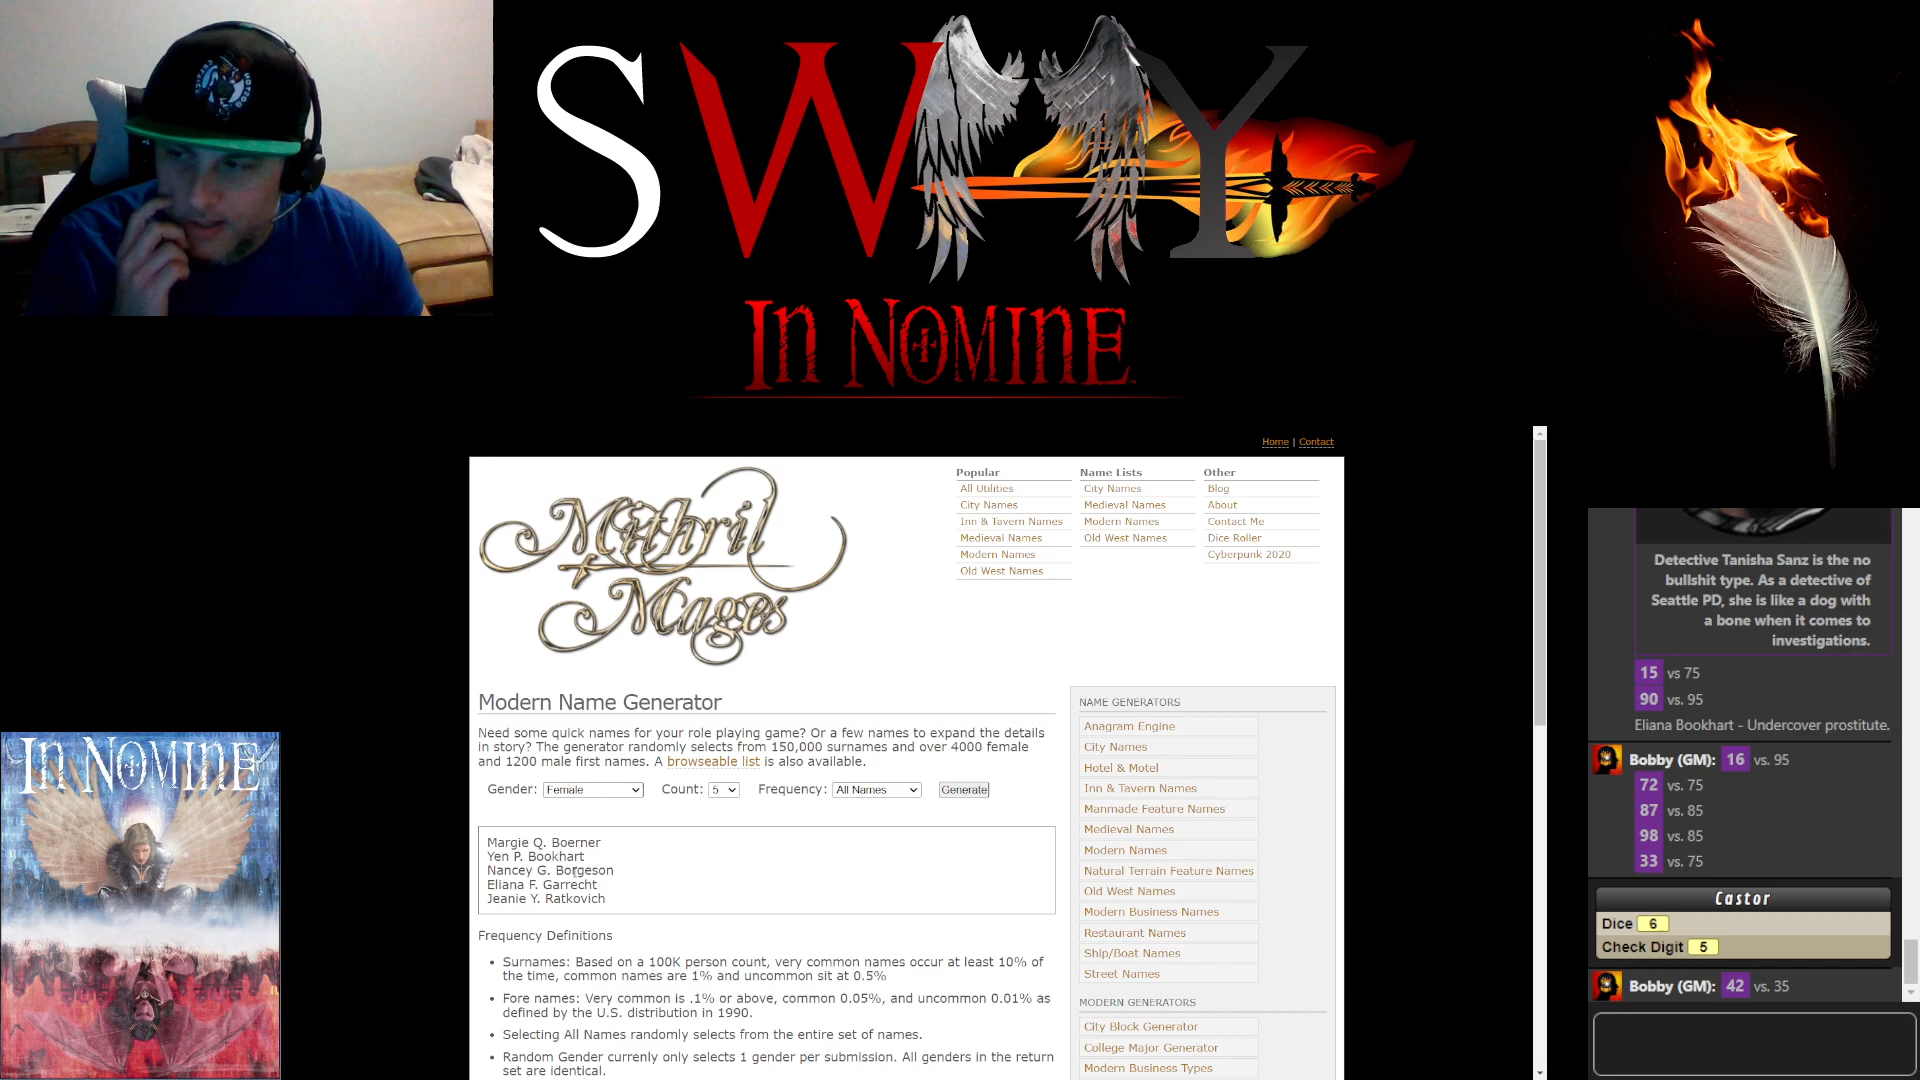 SWAY
IN NOMINE
Home | Contact
Mithril
Mages
Popular
All Utilities
City Names
Inn & Tavern Names
Medieval Names
Modern Names
Old West Names
Name Lists
City Names
Medieval Names
Modern Names
Old West Names
Other
Blog
About
Contact Me
Dice Roller
Cyberpunk 2020
Modern Name Generator
Need some quick names for your role playing game? Or a few names to expand the details
in story? The generator randomly selects from 150,000 surnames and over 4000 female
and 1200 male first names. A browseable list is also available.
Gender: Female Count: 5 Frequency: All Names Generate
Margie Q. Boerner
Yen P. Bookhart
Nancey G. Borgeson
Eliana F. Garrecht
Jeanie Y. Ratkovich
Frequency Definitions
• Surnames: Based on a 100K person count, very common names occur at least 10% of
the time, common names are 1% and uncommon sit at 0.5%
• Fore names: Very common is .1% or above, common 0.05%, and uncommon 0.01% as
defined by the U.S. distribution in 1990.
• Selecting All Names randomly selects from the entire set of names.
• Random Gender currently only selects 1 gender per submission. All genders in the return
set are identical.
NAME GENERATORS
Anagram Engine
City Names
Hotel & Motel
Inn & Tavern Names
Manmade Feature Names
Medieval Names
Modern Names
Natural Terrain Feature Names
Old West Names
Modern Business Names
Restaurant Names
Ship/Boat Names
Street Names
MODERN GENERATORS
City Block Generator
College Major Generator
Modern Business Types
Detective Tanisha Sanz is the no
bullshit type. As a detective of
Seattle PD, she is like a dog with
a bone when it comes to
investigations.
15 vs 75
90 vs. 95
Eliana Bookhart - Undercover prostitute.
Bobby (GM): 16 vs. 95
72 vs. 75
87 vs. 85
98 vs. 85
33 vs. 75
Castor
Dice 6
Check Digit 5
Bobby (GM): 42 vs. 35
IN NOMINE